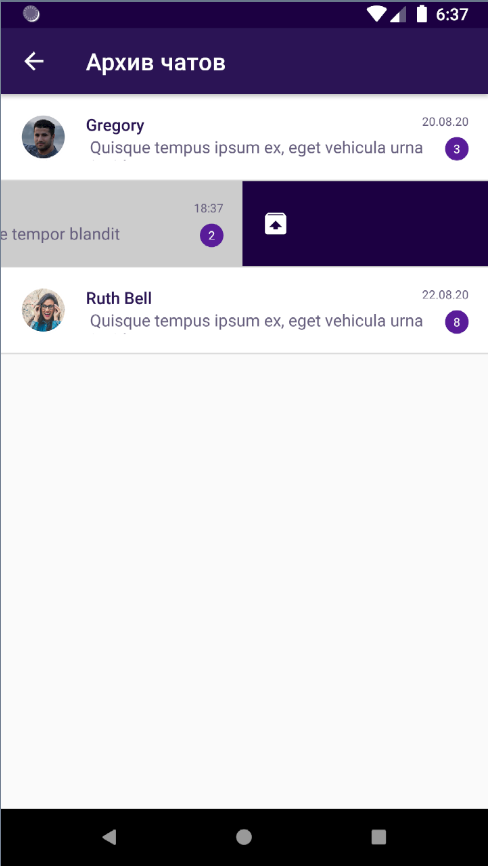 6:37
Архив чатов
Gregory
20.08.20
Quisque tempus ipsum ex, eget vehicula urna
3
18:37
e tempor blandit
2
Ruth Bell
22.08.20
Quisque tempus ipsum ex, eget vehicula urna
8